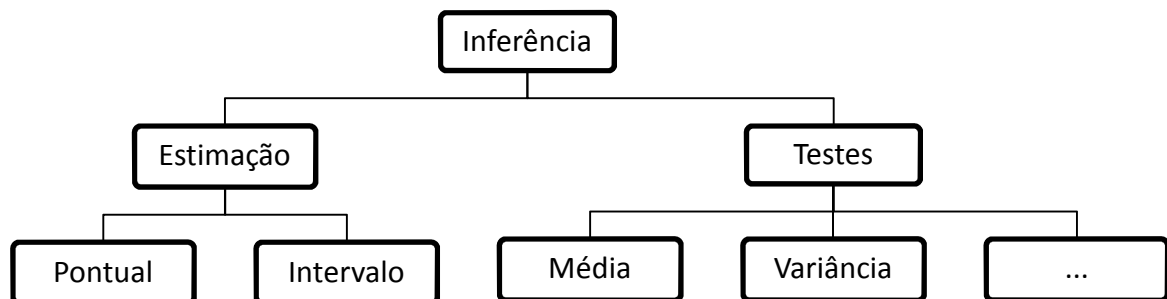 Inferência
Estimação
Testes
Pontual
Intervalo
Média
Variância
...